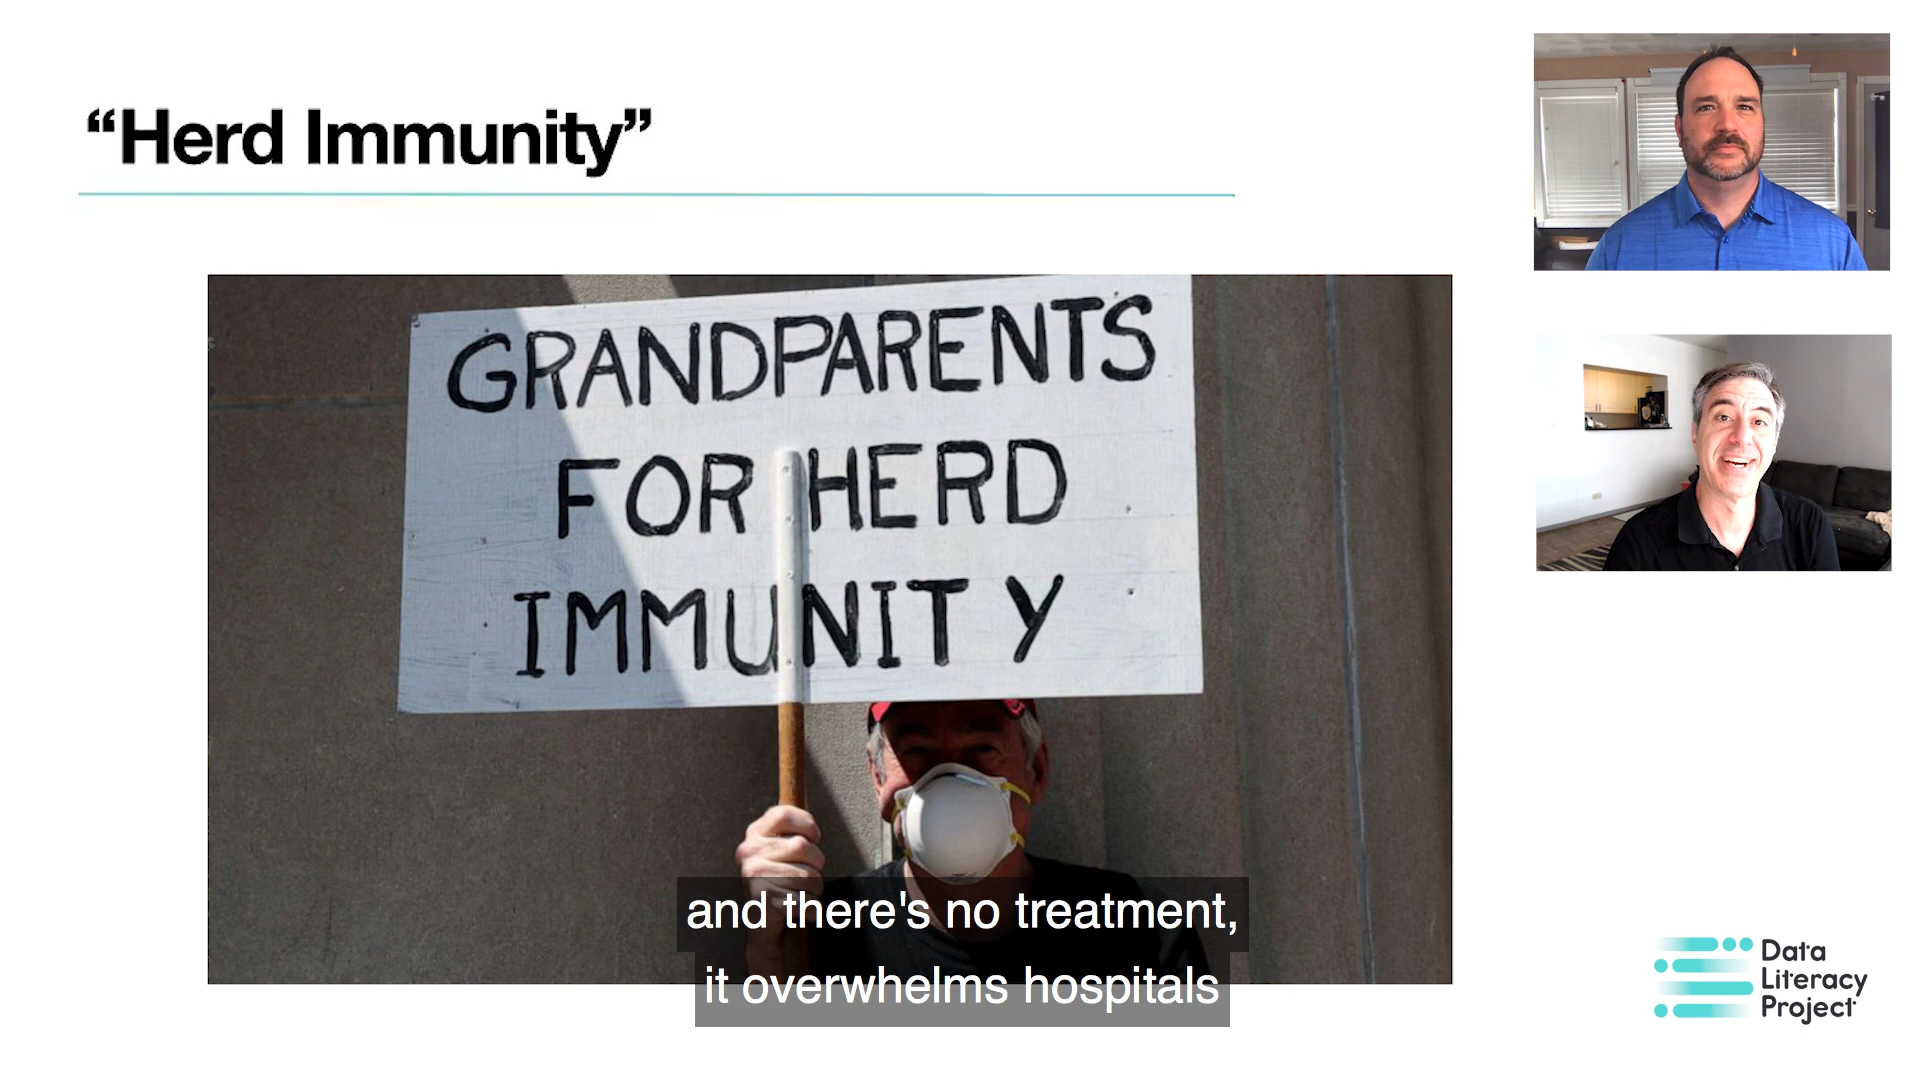 “Herd Immunity”
GRANDPARENTS
FOR HERD
IMMUNITY
and there's no treatment,
it overwhelms hospitals
Data
Literacy
Project